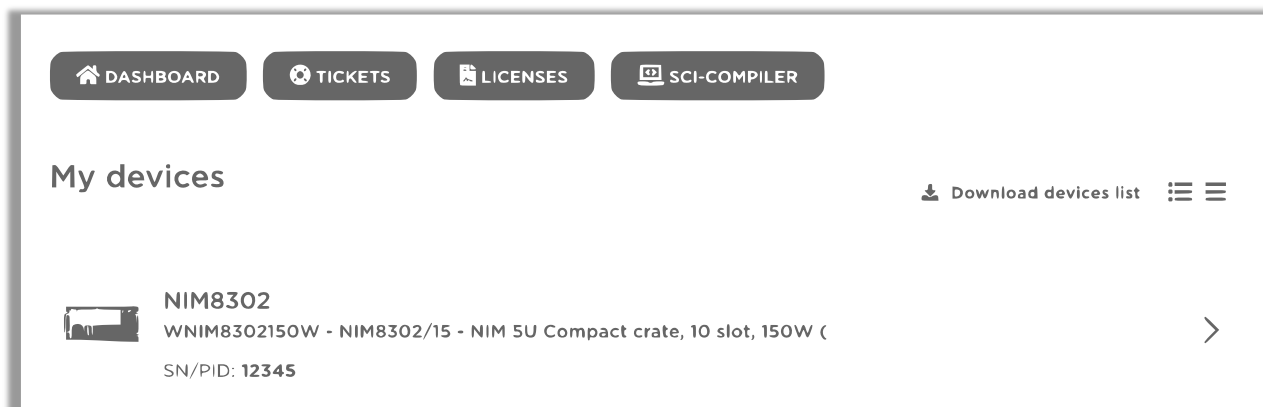 DASHBOARD TICKETS LICENSES SCI-COMPILER
My devices
Download devices list
NIM8302
WNIM8302150W - NIM8302/15 - NIM 5U Compact crate, 10 slot, 150W (
SN/PID: 12345